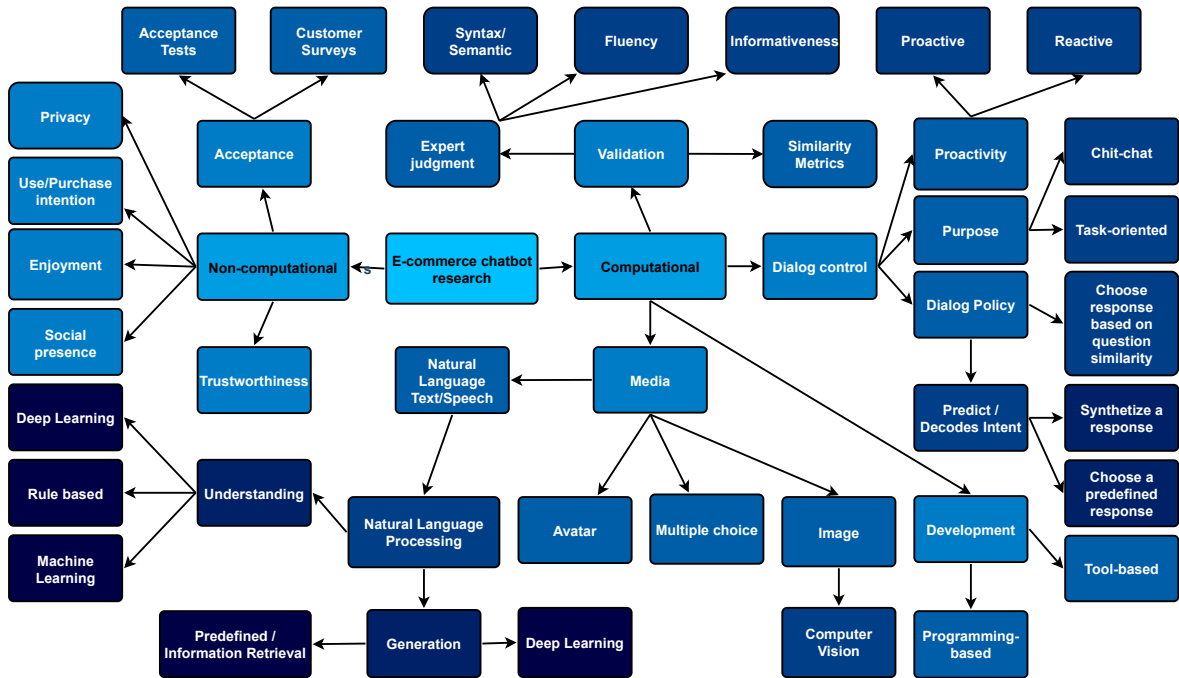 Acceptance
Tests
Customer
Surveys
Syntax/
Semantic
Fluency
Informativeness
Proactive
Reactive
Privacy
Acceptance
Expert
judgment
Validation
Similarity
Metrics
Proactivity
Chit-chat
Use/Purchase
intention
Purpose
Task-oriented
Enjoyment
Non-computational
s
E-commerce chatbot
research
Computational
Dialog control
Dialog Policy
Choose
response
based on
question
similarity
Social
presence
Trustworthiness
Natural
Language
Text/Speech
Media
Deep Learning
Predict /
Decodes Intent
Synthetize a
response
Rule based
Understanding
Choose a
predefined
response
Natural Language
Processing
Avatar
Multiple choice
Image
Development
Machine
Learning
Tool-based
Predefined /
Information Retrieval
Generation
Deep Learning
Computer
Vision
Programming-
based